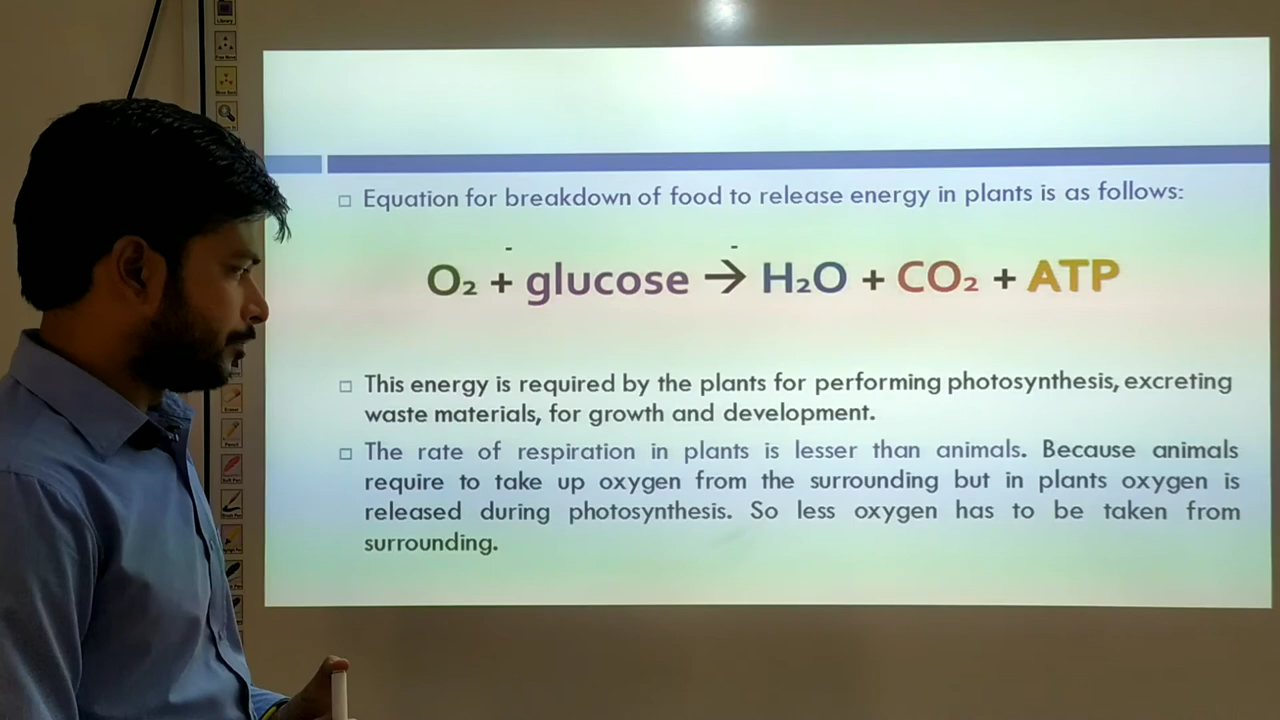 Library
Equation for breakdown of food to release energy in plants is as follows:
O₂ + glucose → H₂O + CO₂ + ATP
This energy is required by the plants for performing photosynthesis, excreting
waste materials, for growth and development.
The rate of respiration in plants is lesser than animals. Because animals
require to take up oxygen from the surrounding but in plants oxygen is
released during photosynthesis. So less oxygen has to be taken from
surrounding.
Eraser
Pencil